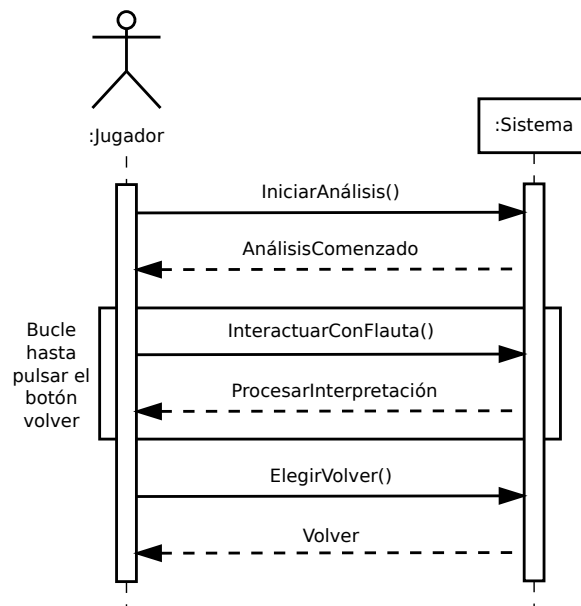 :Jugador
:Sistema
IniciarAnálisis()
AnálisisComenzado
Bucle
hasta
pulsar el
botón
volver
InteractuarConFlauta()
ProcesarInterpretación
ElegirVolver()
Volver